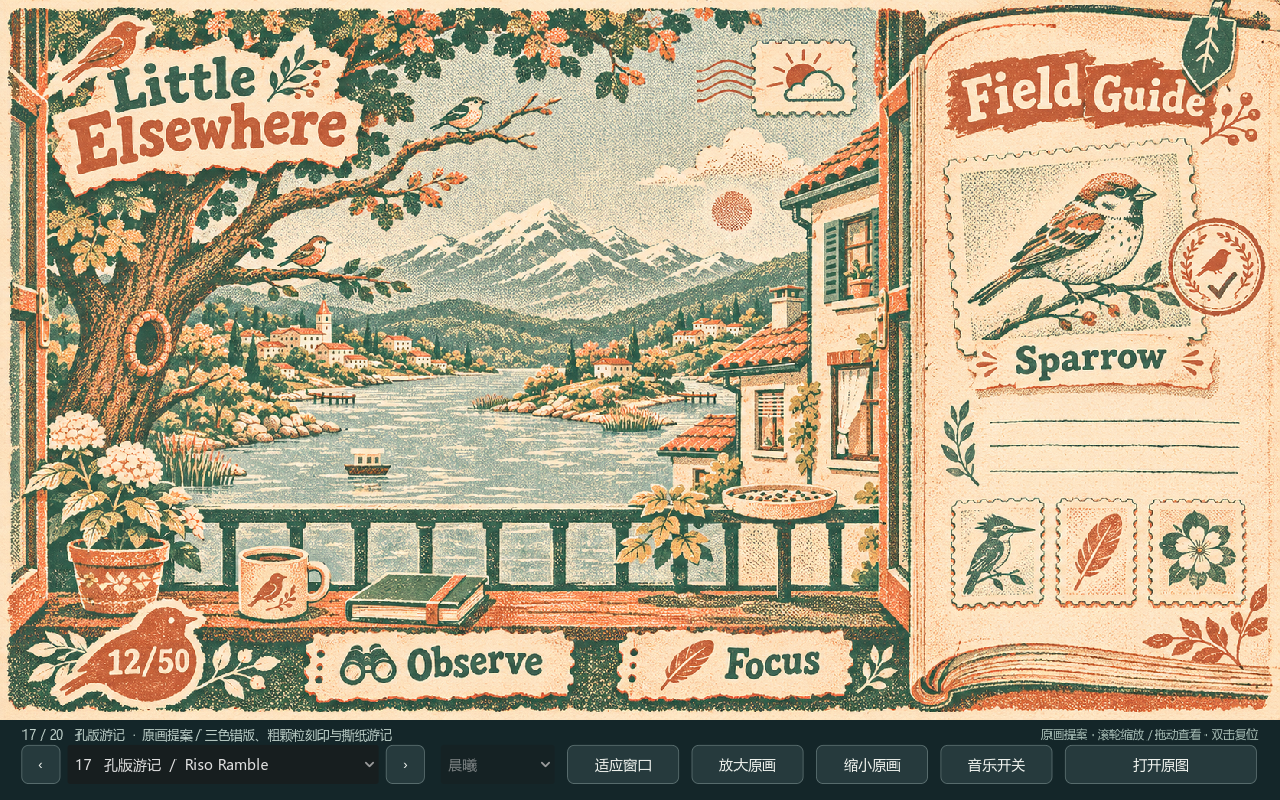 Little
Elsewhere
Field Guide
Sparrow
12/50
Observe
Focus
17 / 20 孔版游记 · 原画提案 / 三色错版、粗颗粒刻印与撕纸游记
原画提案 · 滚轮缩放 / 拖动查看 · 双击复位
‹
17 孔版游记 / Riso Ramble
›
晨曦
适应窗口
放大原画
缩小原画
音乐开关
打开原图